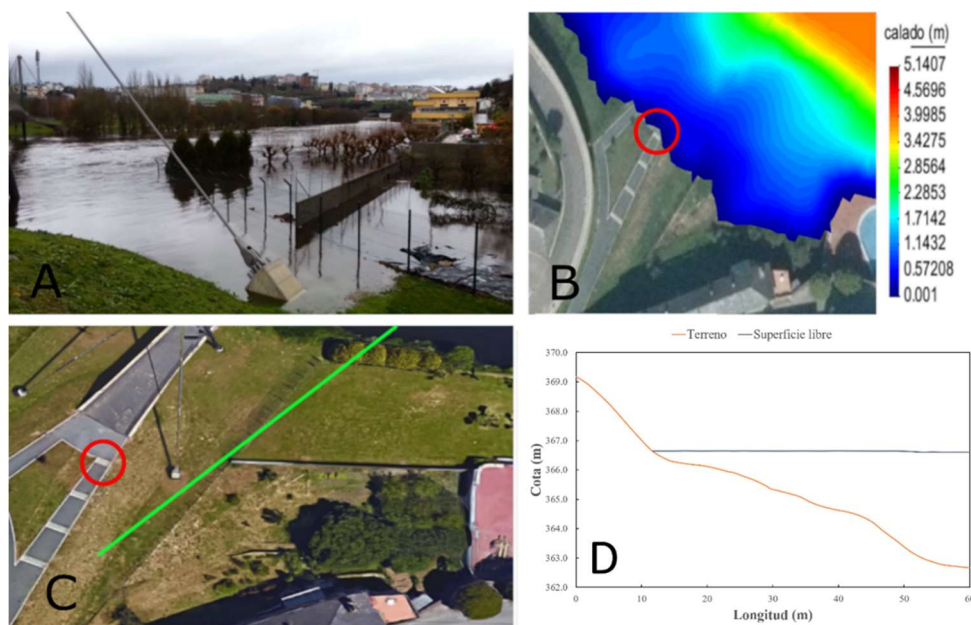 A
B
calado (m)
5.1407
4.5696
3.9985
3.4275
2.8564
2.2853
1.7142
1.1432
0.57208
0.001
C
Terreno Superficie libre
370.0
369.0
368.0
367.0
366.0
365.0
364.0
363.0
362.0
Cota (m)
0 10 20 30 40 50 60
Longitud (m)
D